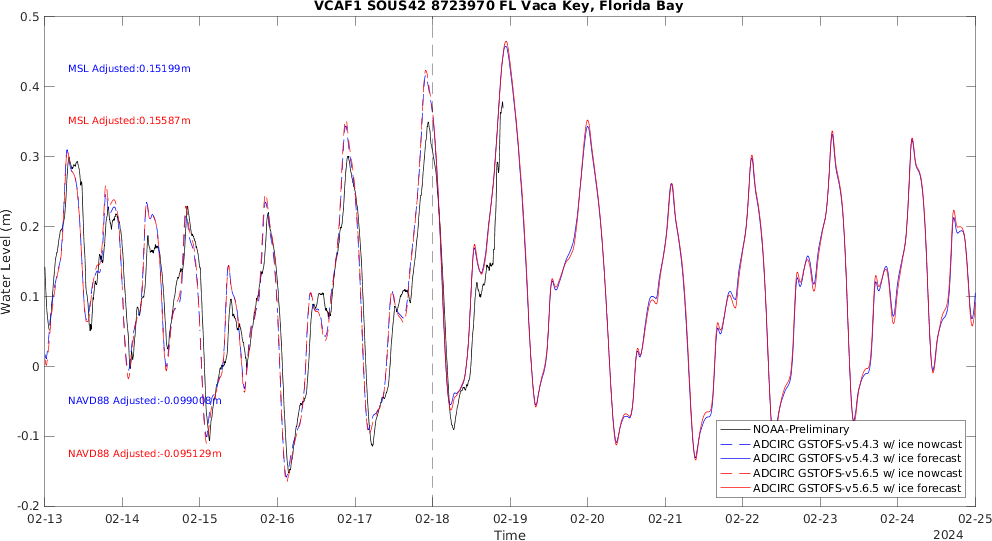 VCAF1 SOUS42 8723970 FL Vaca Key, Florida Bay
0.5
0.4
0.3
0.2
0.1
0
-0.1
-0.2
Water Level (m)
MSL Adjusted:0.15199m
MSL Adjusted:0.15587m
NAVD88 Adjusted:-0.099008m
NAVD88 Adjusted:-0.095129m
NOAA-Preliminary
ADCIRC GSTOFS-v5.4.3 w/ ice nowcast
ADCIRC GSTOFS-v5.4.3 w/ ice forecast
ADCIRC GSTOFS-v5.6.5 w/ ice nowcast
ADCIRC GSTOFS-v5.6.5 w/ ice forecast
02-13 02-14 02-15 02-16 02-17 02-18 02-19 02-20 02-21 02-22 02-23 02-24 02-25
Time
2024